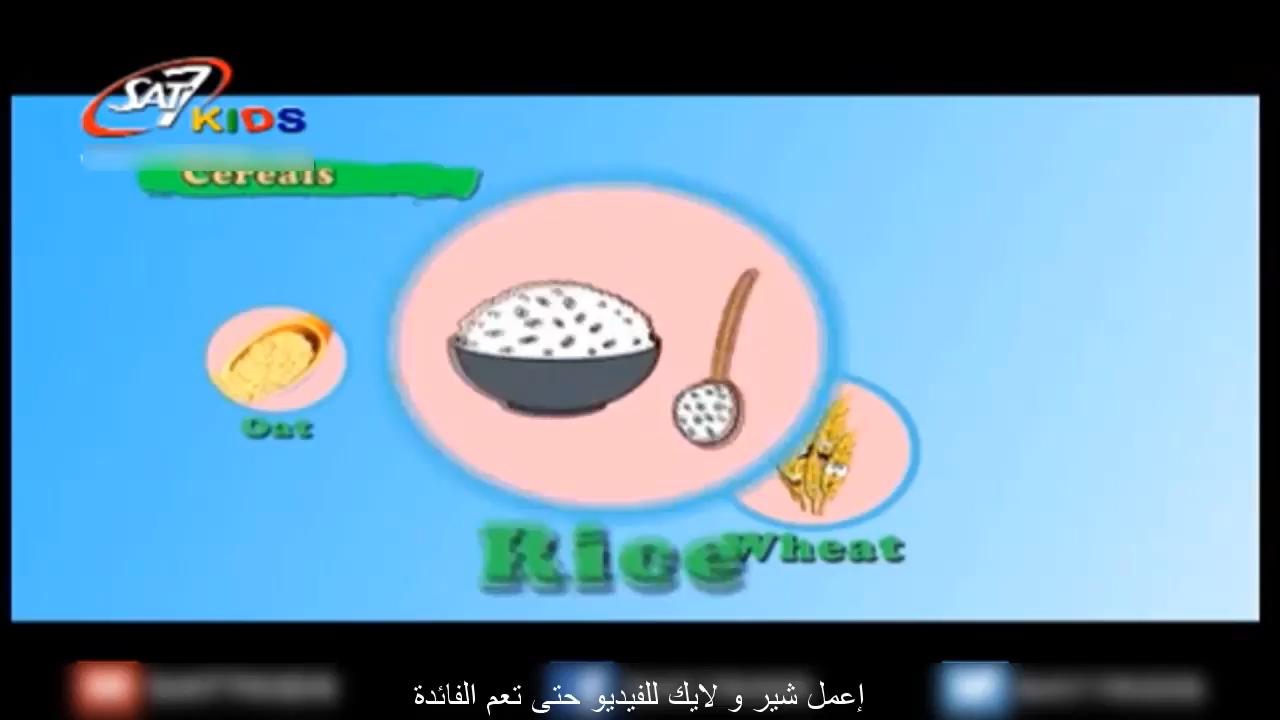 SAT7
KIDS
Cereals
Oat
Rice
Wheat
إعمل شير و لايك للفيديو حتى تعم الفائدة